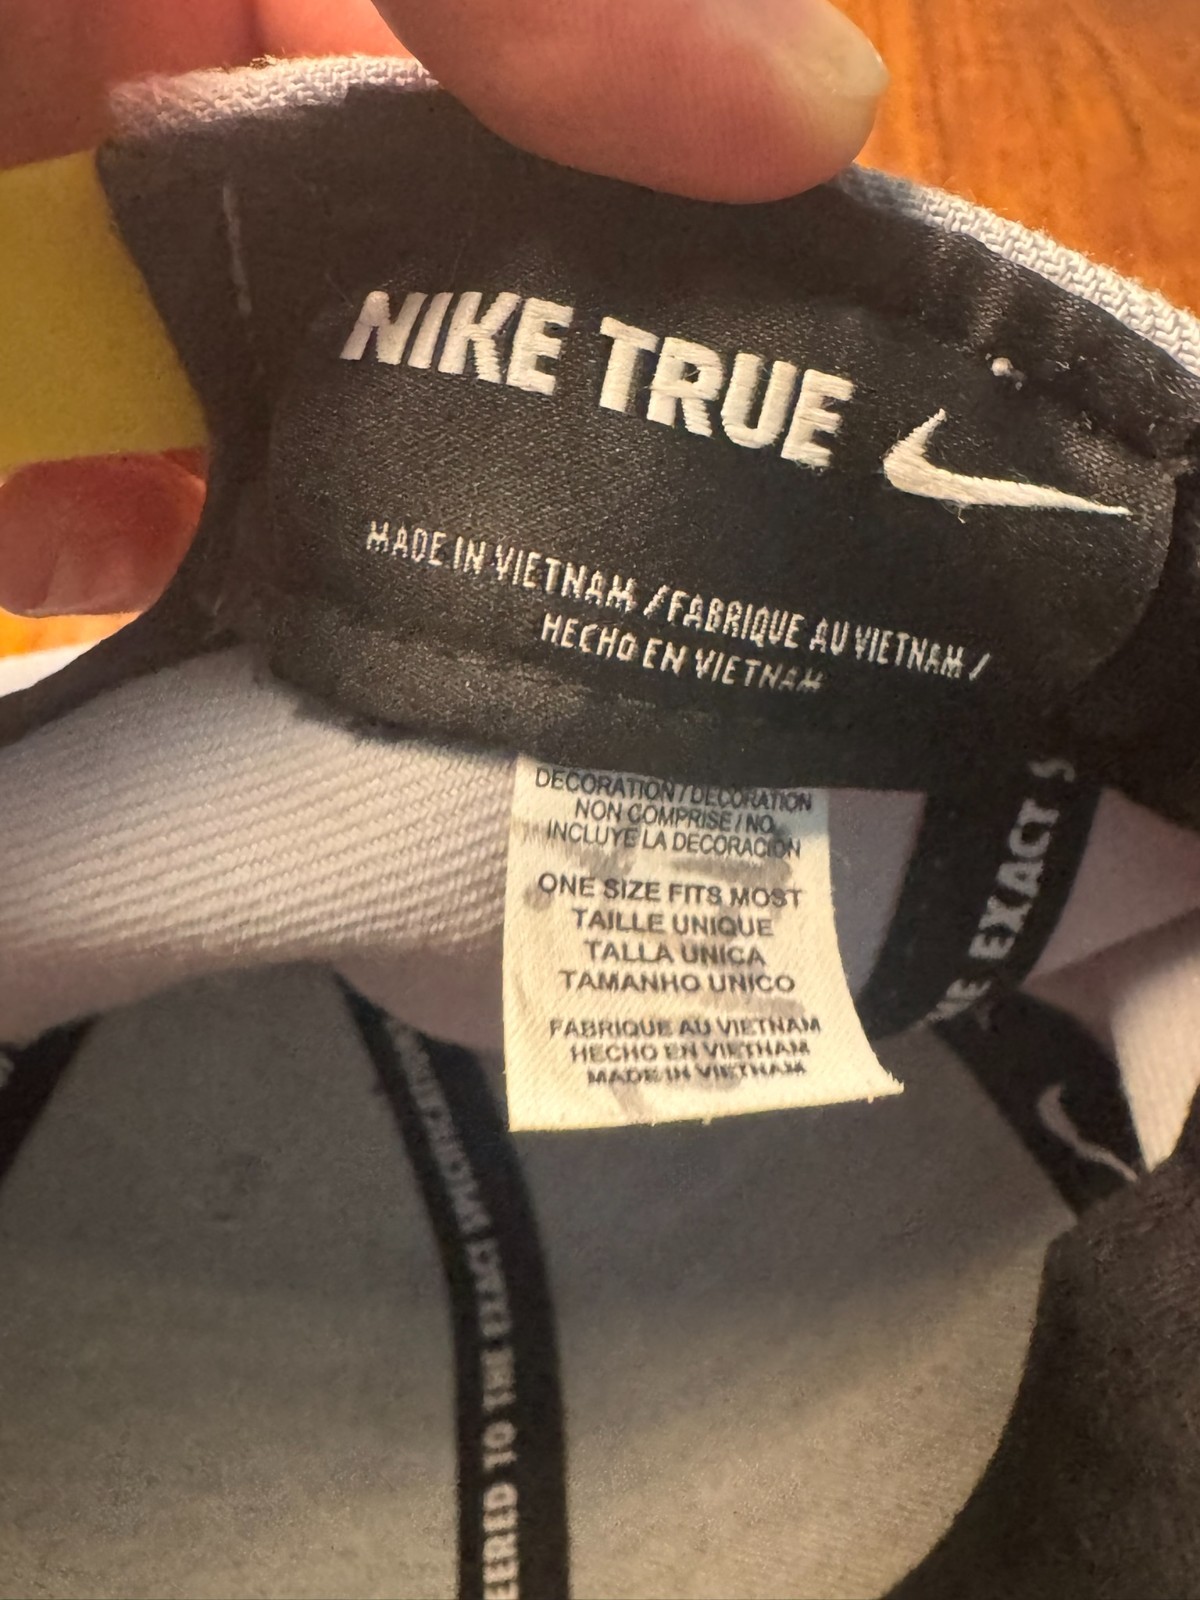 NIKE TRUE
MADE IN VIETNAM / FABRIQUE AU VIETNAM /
HECHO EN VIETNAM
DECORATION / DECORATION
NON COMPRISE / NO
INCLUYE LA DECORACION
ONE SIZE FITS MOST
TAILLE UNIQUE
TALLA UNICA
TAMANHO UNICO
FABRIQUE AU VIETNAM
HECHO EN VIETNAM
MADE IN VIETNAM
EXACT S
EERED TO THE EXACT